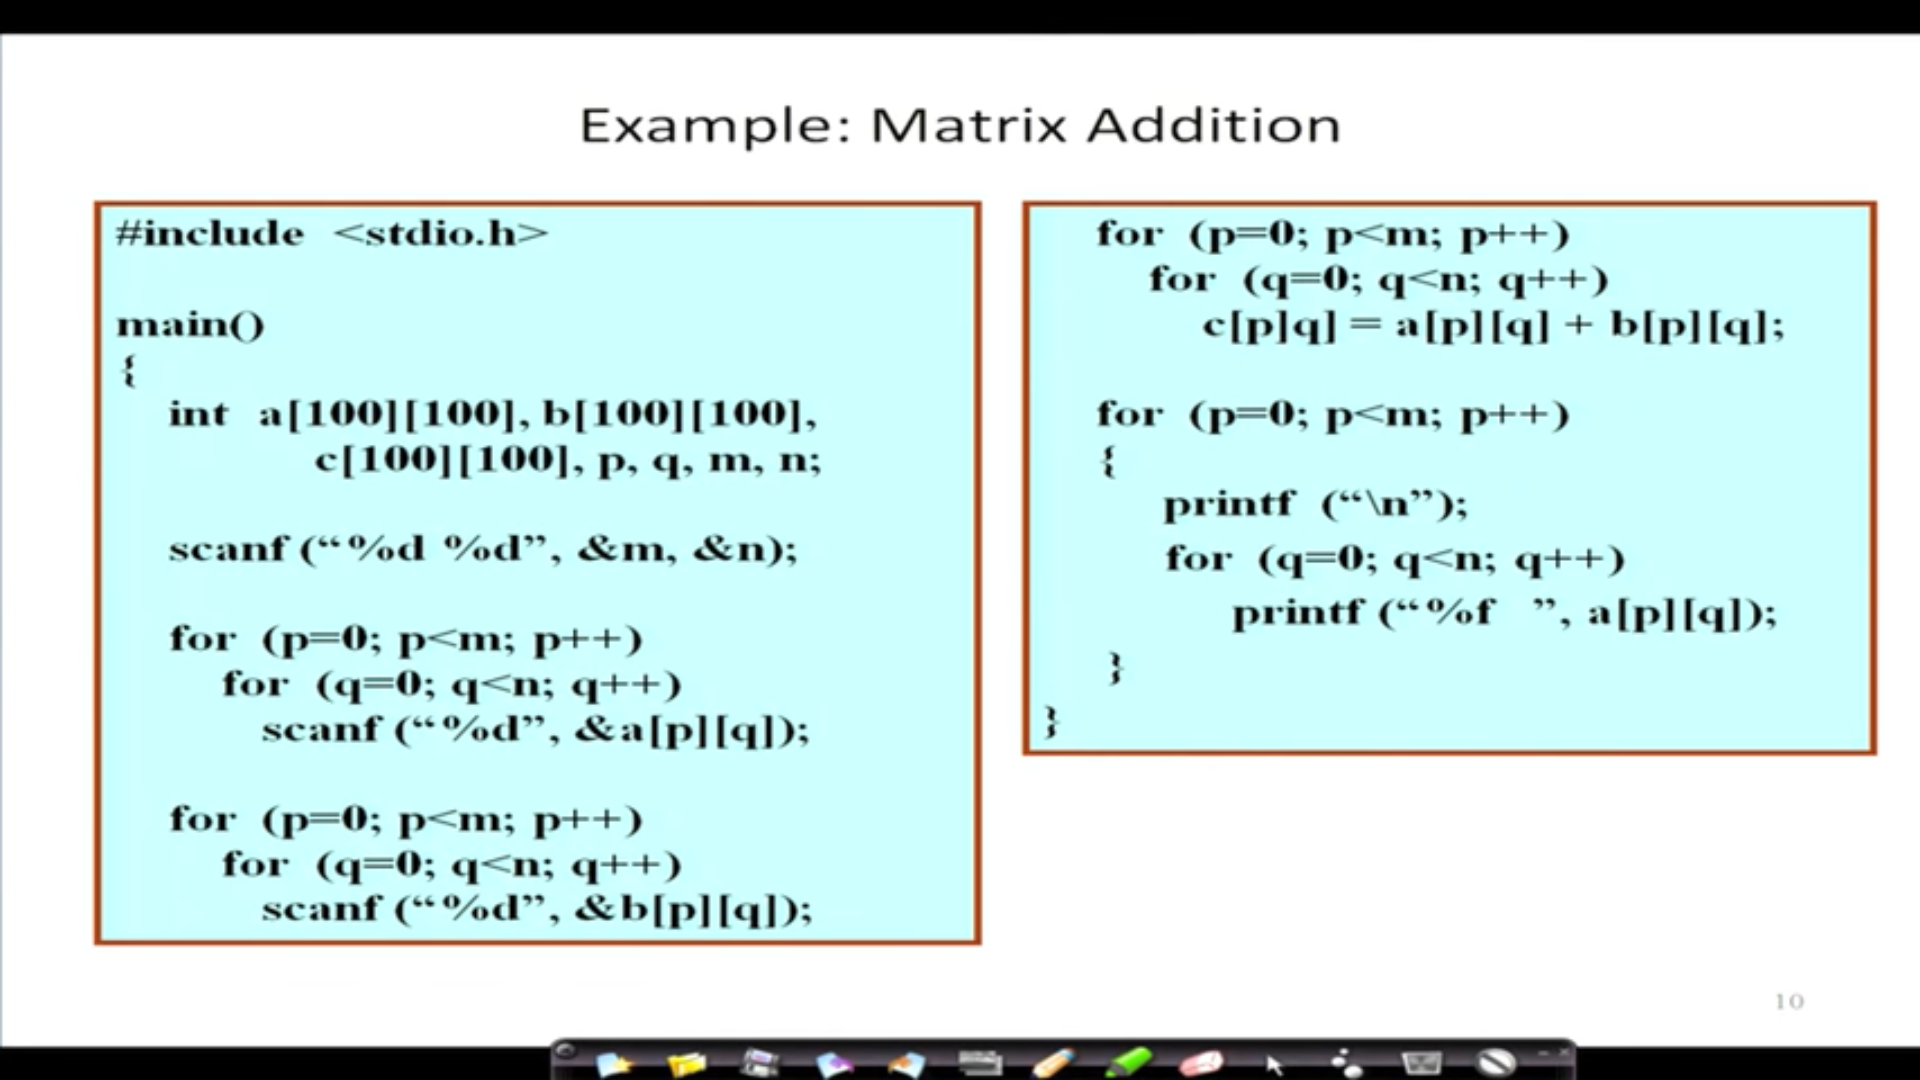 Example: Matrix Addition
#include <stdio.h>
main()
{
int a[100][100], b[100][100],
c[100][100], p, q, m, n;
scanf (“%d %d”, &m, &n);
for (p=0; p<m; p++)
for (q=0; q<n; q++)
scanf (“%d”, &a[p][q]);
for (p=0; p<m; p++)
for (q=0; q<n; q++)
scanf (“%d”, &b[p][q]);
for (p=0; p<m; p++)
for (q=0; q<n; q++)
c[p]q] = a[p][q] + b[p][q];
for (p=0; p<m; p++)
{
printf (“\n”);
for (q=0; q<n; q++)
printf (“%f ”, a[p][q]);
}
}
10